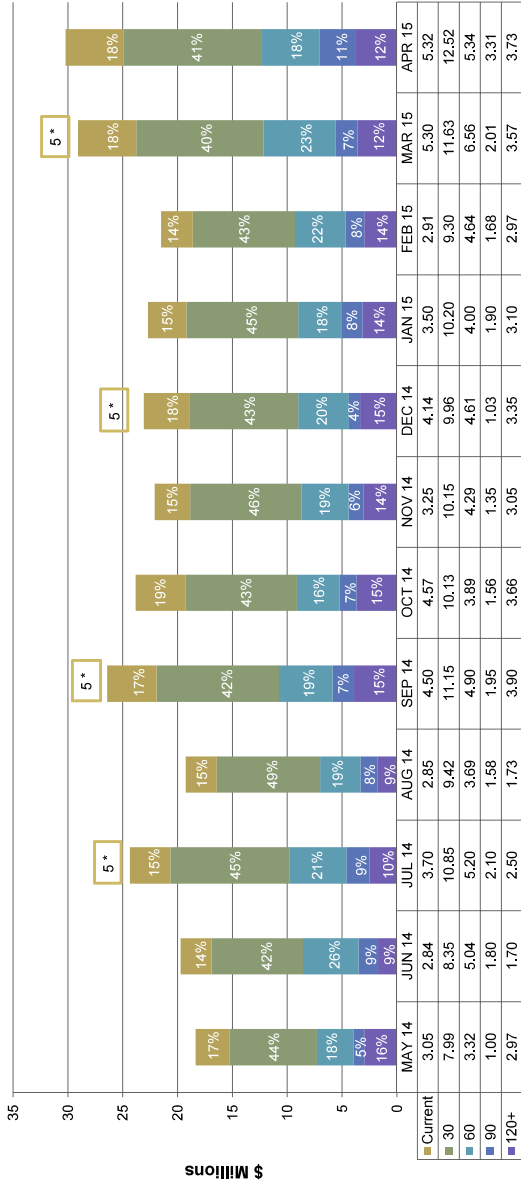 $ Millions
35
30
25
20
15
10
5
0
5 *
5 *
5 *
5 *
17% 14% 15% 15% 17% 19% 15% 18% 15% 14% 18% 18%
44% 42% 45% 49% 42% 43% 46% 43% 45% 43% 40% 41%
18% 26% 21% 19% 19% 16% 19% 20% 18% 22% 23% 18%
5% 9% 9% 8% 7% 7% 6% 4% 8% 8% 7% 11%
16% 9% 10% 9% 15% 15% 14% 15% 14% 14% 12% 12%
MAY 14 JUN 14 JUL 14 AUG 14 SEP 14 OCT 14 NOV 14 DEC 14 JAN 15 FEB 15 MAR 15 APR 15
Current 3.05 2.84 3.70 2.85 4.50 4.57 3.25 4.14 3.50 2.91 5.30 5.32
30 7.99 8.35 10.85 9.42 11.15 10.13 10.15 9.96 10.20 9.30 11.63 12.52
60 3.32 5.04 5.20 3.69 4.90 3.89 4.29 4.61 4.00 4.64 6.56 5.34
90 1.00 1.80 2.10 1.58 1.95 1.56 1.35 1.03 1.90 1.68 2.01 3.31
120+ 2.97 1.70 2.50 1.73 3.90 3.66 3.05 3.35 3.10 2.97 3.57 3.73